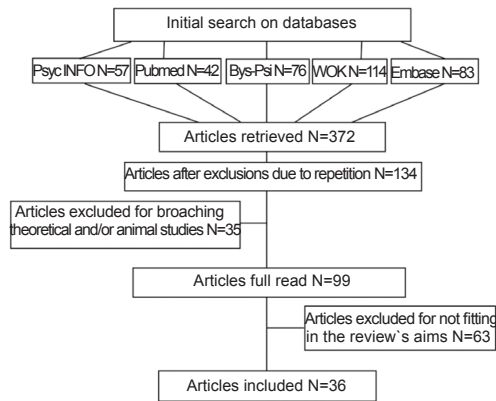 Initial search on databases
Psyc INFO N=57
Pubmed N=42
Bys-Psi N=76
WOK N=114
Embase N=83
Articles retrieved N=372
Articles after exclusions due to repetition N=134
Articles excluded for broaching
theoretical and/or animal studies N=35
Articles full read N=99
Articles excluded for not fitting
in the review`s aims N=63
Articles included N=36